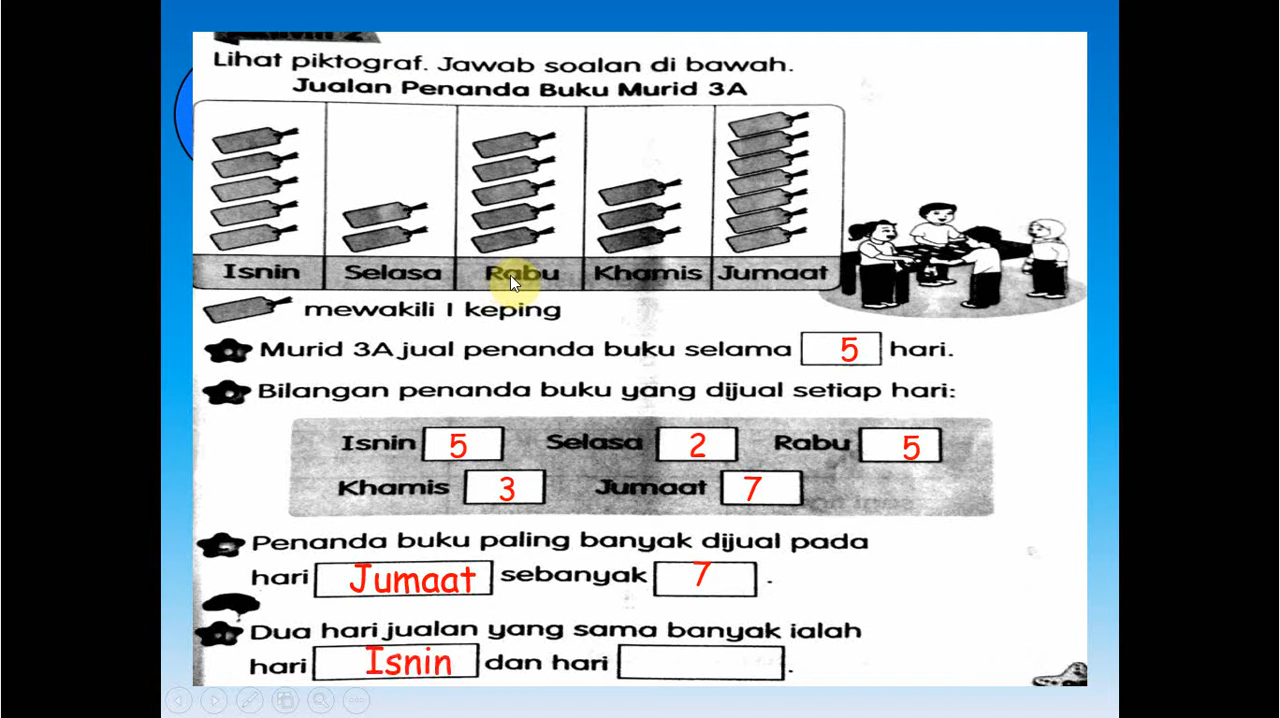 Lihat piktograf. Jawab soalan di bawah.
Jualan Penanda Buku Murid 3A
Isnin Selasa Rabu Khamis Jumaat
mewakili 1 keping
Murid 3A jual penanda buku selama 5 hari.
Bilangan penanda buku yang dijual setiap hari:
Isnin 5 Selasa 2 Rabu 5
Khamis 3 Jumaat 7
Penanda buku paling banyak dijual pada
hari Jumaat sebanyak 7 .
Dua hari jualan yang sama banyak ialah
hari Isnin dan hari .